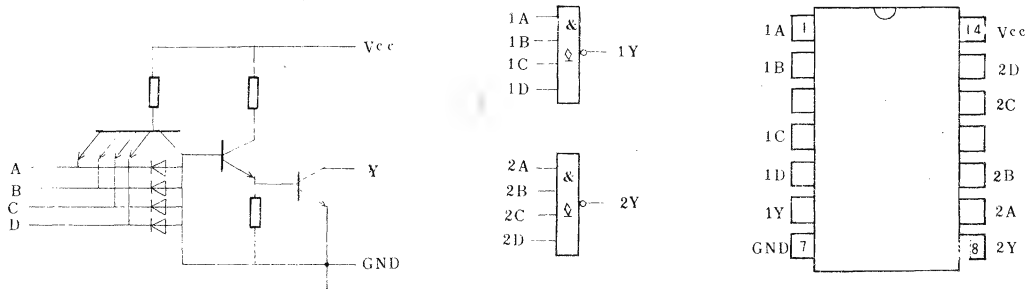 Vcc
A
B
C
D
Y
GND
1A
1B
1C
1D
&
1Y
2A
2B
2C
2D
&
2Y
1A 1
1B
1C
1D
1Y
GND 7
14 Vcc
2D
2C
2B
2A
8 2Y